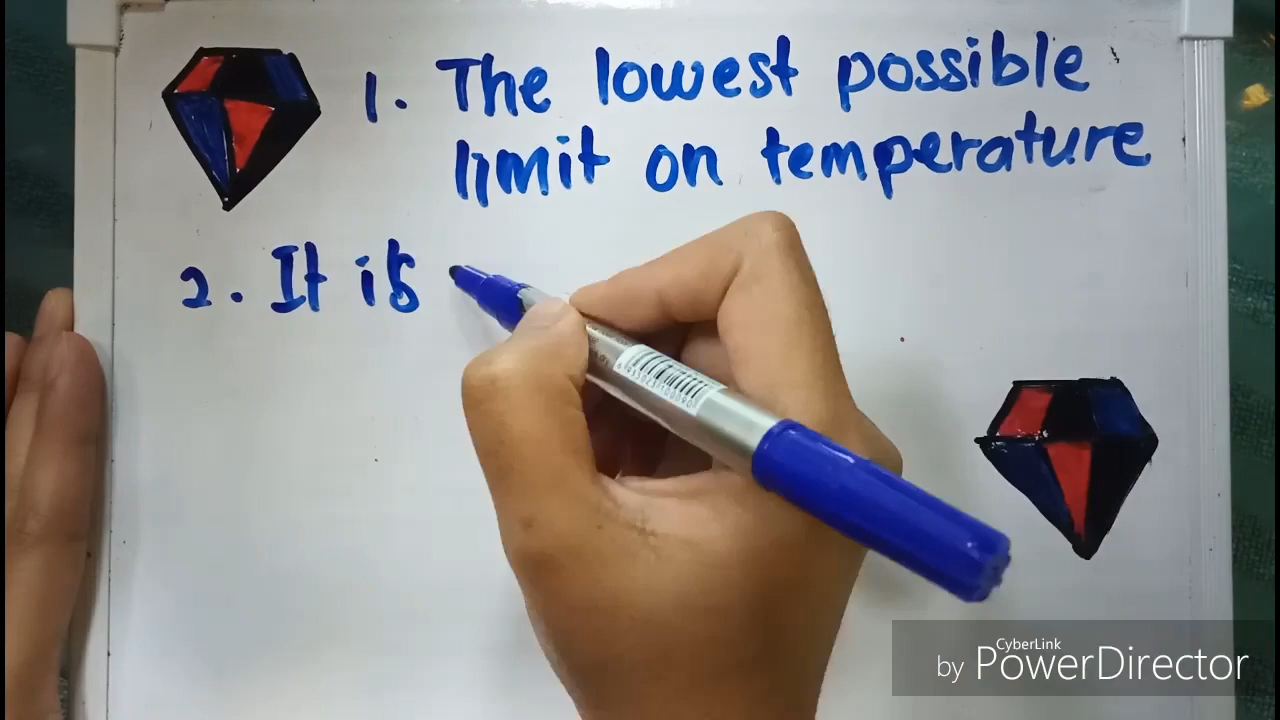 1. The lowest possible
limit on temperature
2. It is
CyberLink
by PowerDirector